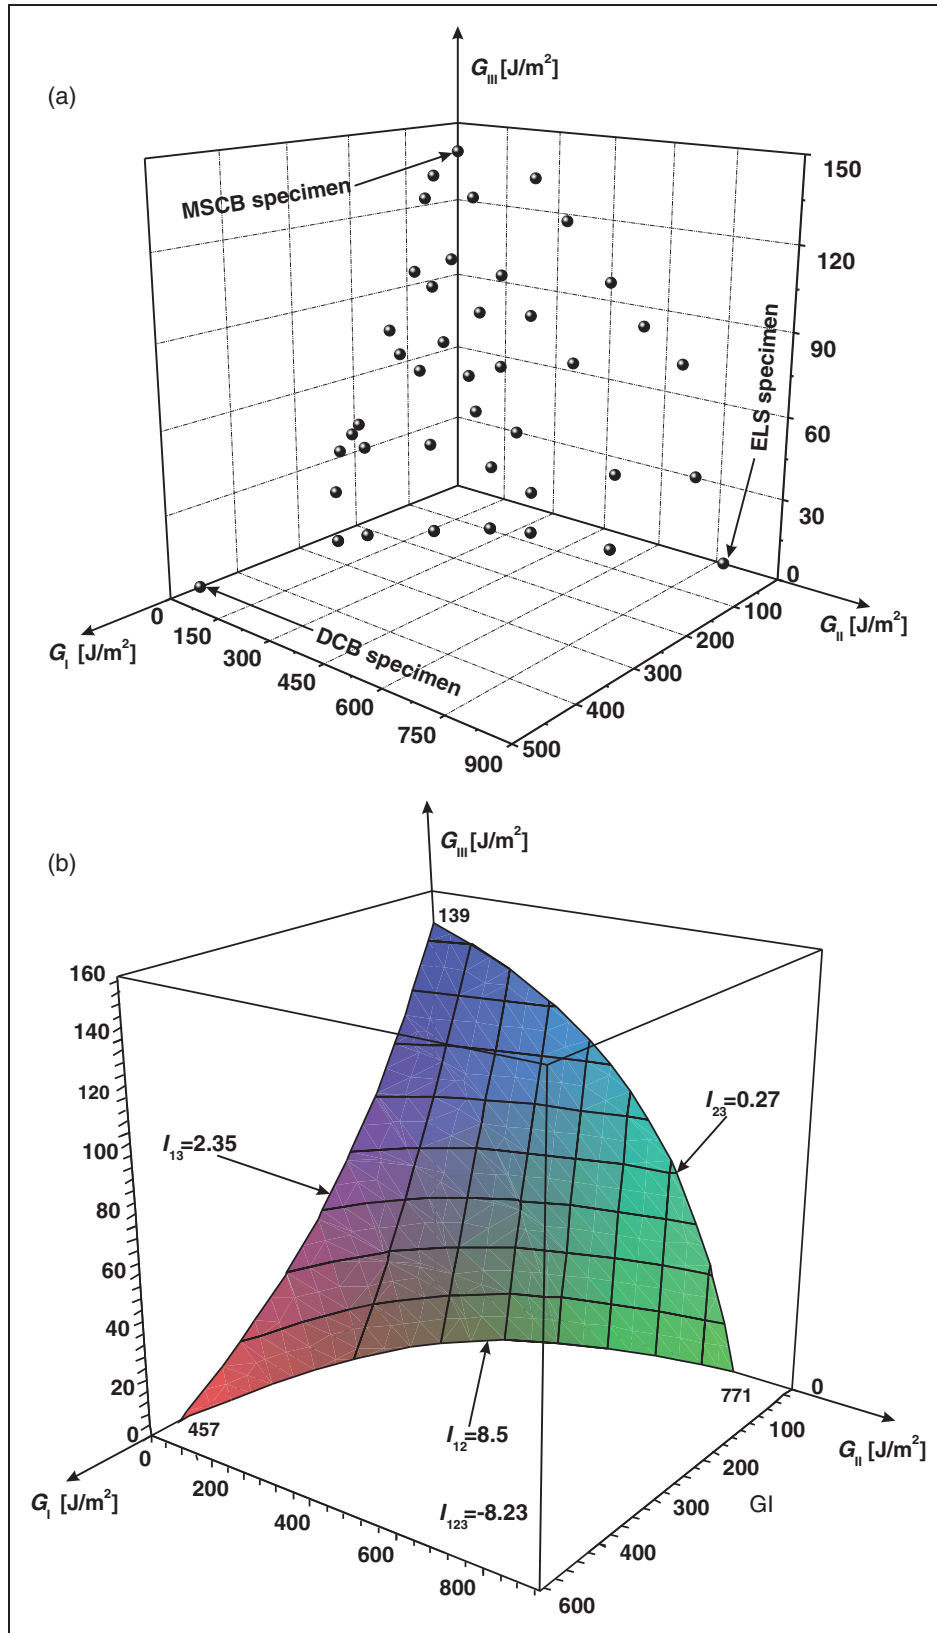 G_III [J/m²]
(a)
MSCB specimen
150
120
90
60
30
0
ELS specimen
DCB specimen
0
150
300
450
600
750
900
100
200
300
400
500
G_I [J/m²]
G_II [J/m²]
(b)
G_III [J/m²]
139
160
140
120
100
80
60
40
20
0
I_13=2.35
I_23=0.27
457
771
I_12=8.5
I_123=-8.23
0
200
400
600
800
0
100
200
300
400
600
GI
G_I [J/m²]
G_II [J/m²]